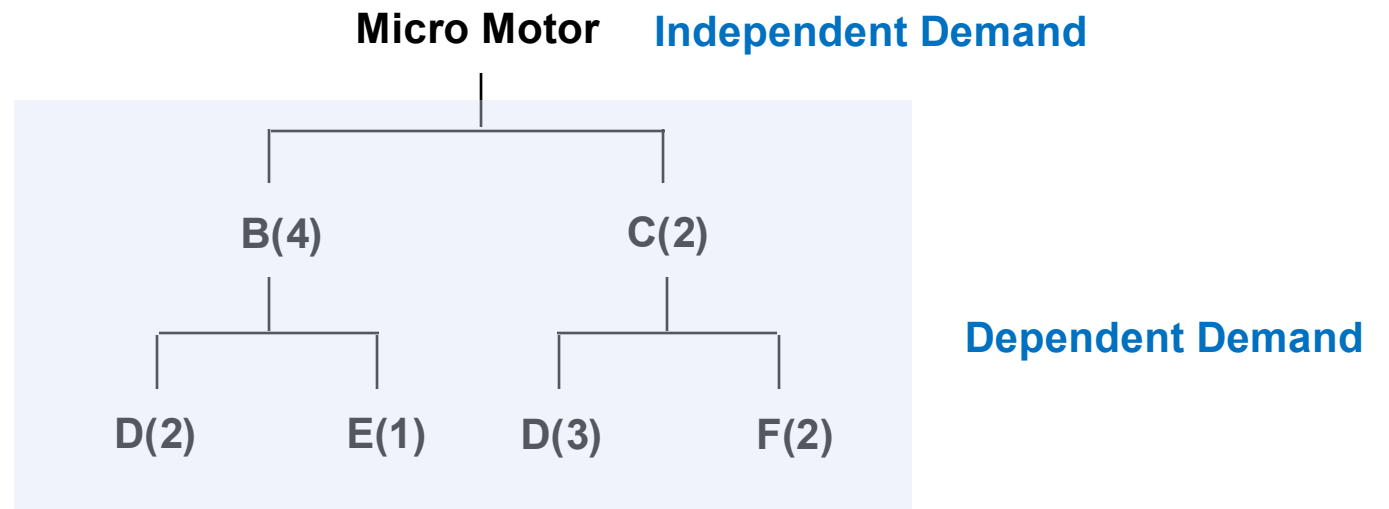 Micro Motor
Independent Demand
B(4)
C(2)
Dependent Demand
D(2)
E(1)
D(3)
F(2)